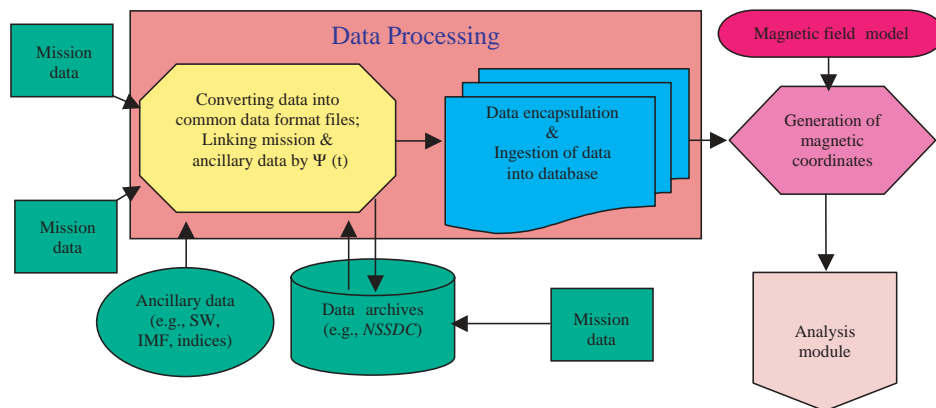 Data Processing
Mission
data
Converting data into
common data format files;
Linking mission &
ancillary data by Ψ (t)
Data encapsulation
&
Ingestion of data
into database
Magnetic field model
Generation of
magnetic
coordinates
Mission
data
Ancillary data
(e.g., SW,
IMF, indices)
Data archives
(e.g., NSSDC)
Mission
data
Analysis
module